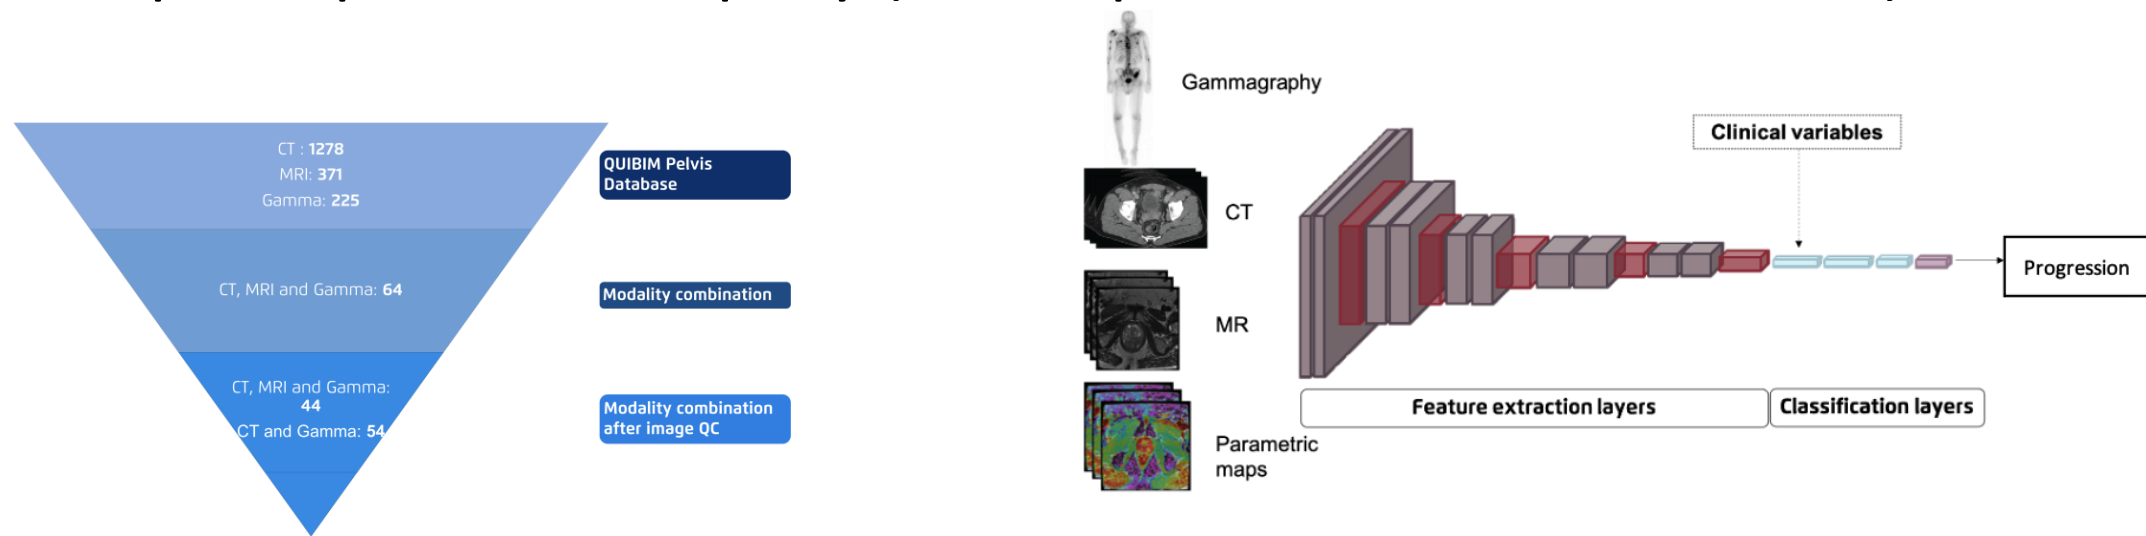 CT : 1278
MRI: 371
Gamma: 225
QUIBIM Pelvis
Database
CT, MRI and Gamma: 64
Modality combination
CT, MRI and Gamma:
44
CT and Gamma: 54
Modality combination
after image QC
Gammagraphy
CT
MR
Parametric
maps
Clinical variables
Feature extraction layers
Classification layers
Progression